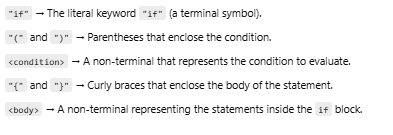 "if" → The literal keyword "if" (a terminal symbol).
"(" and ")" → Parentheses that enclose the condition.
<condition> → A non-terminal that represents the condition to evaluate.
"{" and "}" → Curly braces that enclose the body of the statement.
<body> → A non-terminal representing the statements inside the if block.